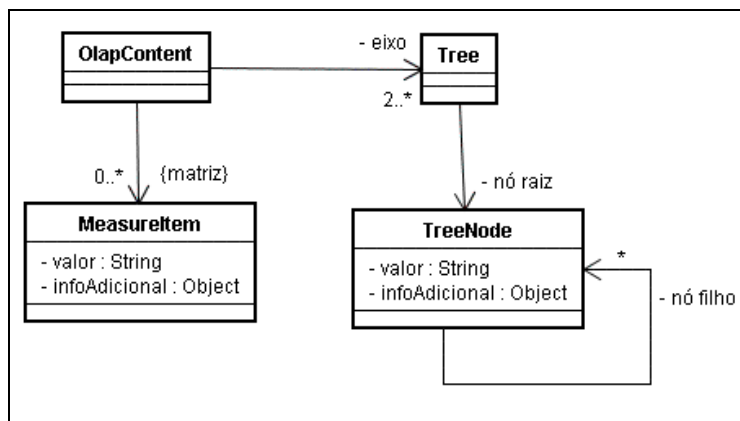 OlapContent
- eixo
Tree
2..*
0..*
{matriz}
- nó raiz
MeasureItem
- valor : String
- infoAdicional : Object
TreeNode
- valor : String
- infoAdicional : Object
*
- nó filho